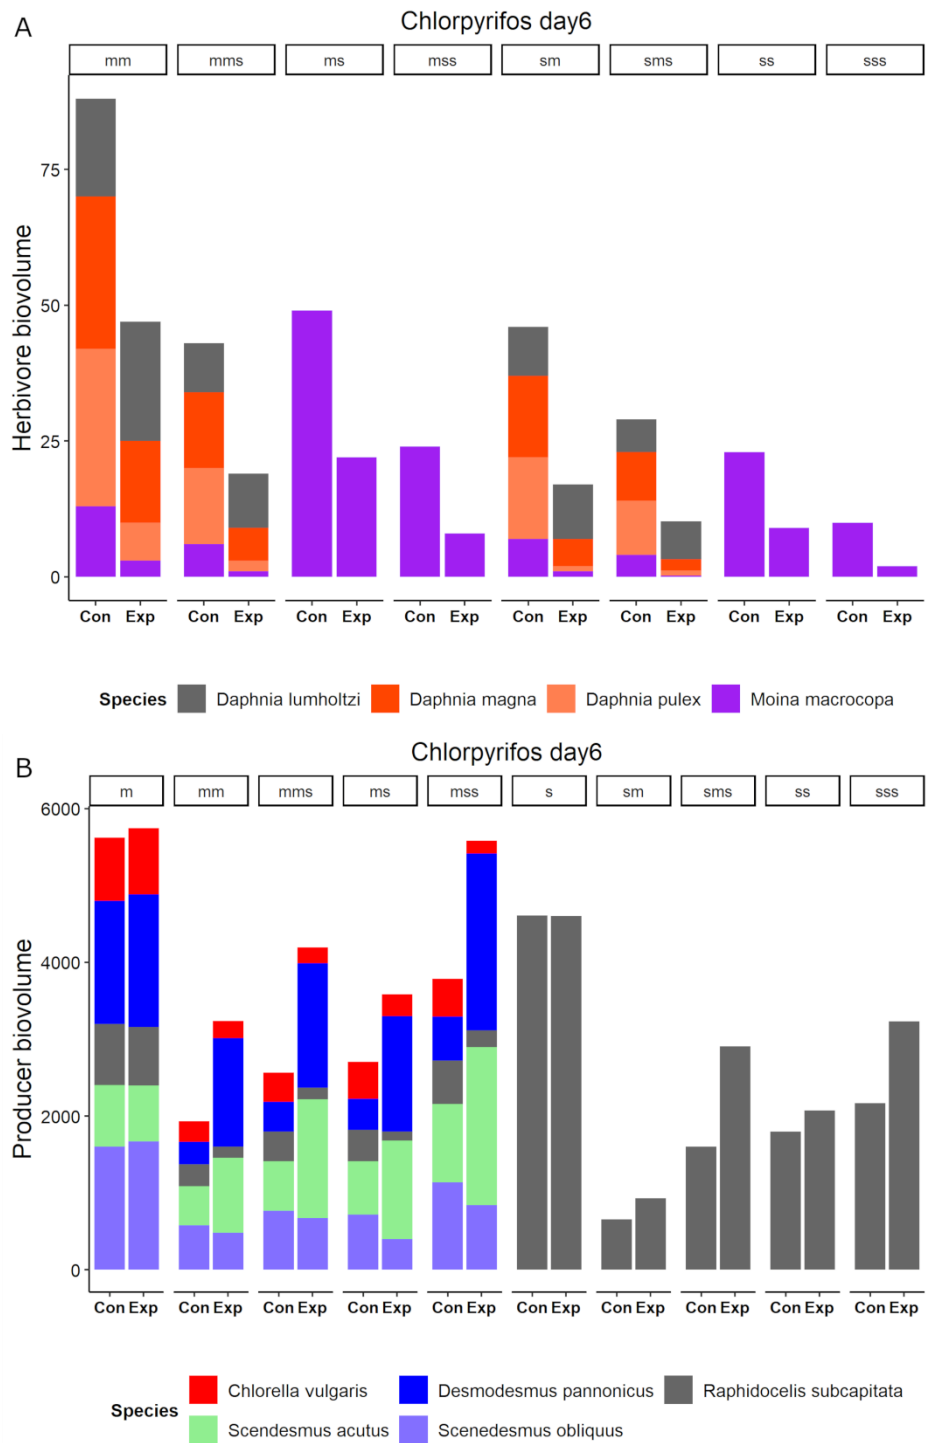 A
Chlorpyrifos day6
mm mms ms mss sm sms ss sss
Herbivore biovolume
75
50
25
0
Con Exp Con Exp Con Exp Con Exp Con Exp Con Exp Con Exp Con Exp
Species Daphnia lumholtzi Daphnia magna Daphnia pulex Moina macrocopa
B
Chlorpyrifos day6
m mm mms ms mss s sm sms ss sss
Producer biovolume
6000
4000
2000
0
Con Exp Con Exp Con Exp Con Exp Con Exp Con Exp Con Exp Con Exp Con Exp Con Exp
Species
Chlorella vulgaris Desmodesmus pannonicus Raphidocelis subcapitata
Scendesmus acutus Scenedesmus obliquus